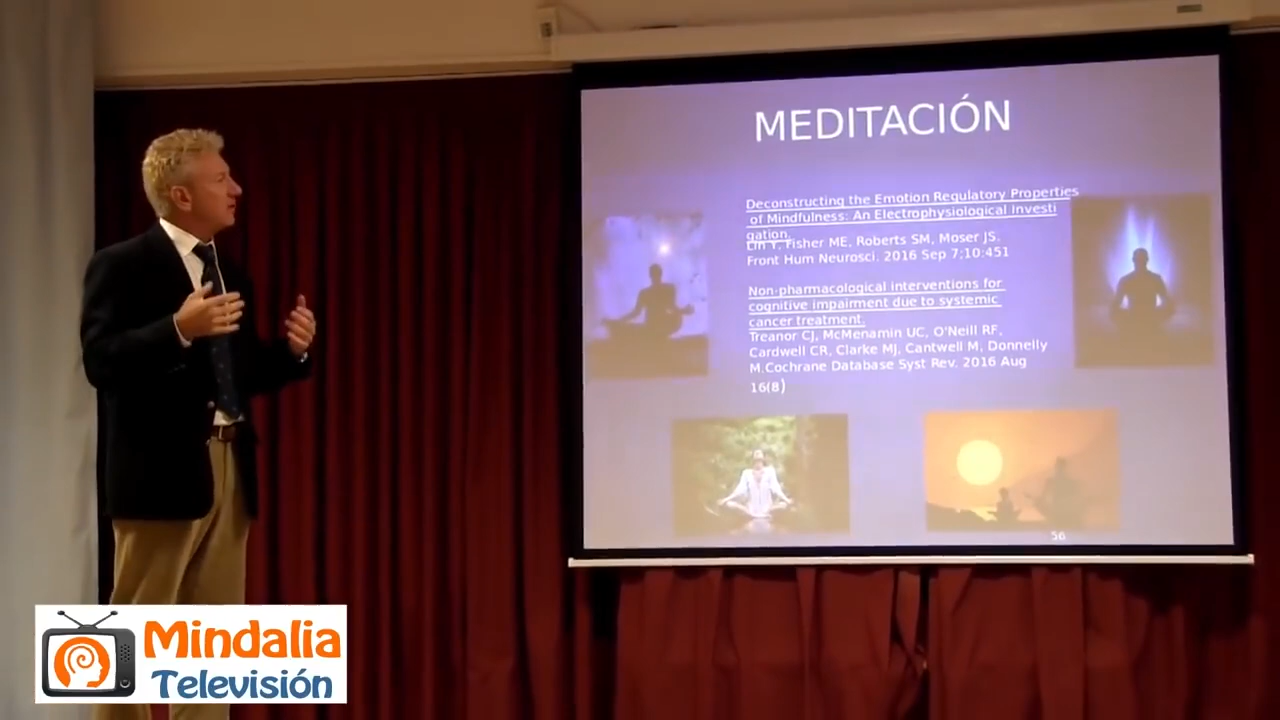 MEDITACIÓN
Deconstructing the Emotion Regulatory Properties
of Mindfulness: An Electrophysiological Investi
gation.
Lin Y, Fisher ME, Roberts SM, Moser JS.
Front Hum Neurosci. 2016 Sep 7;10:451
Non-pharmacological interventions for
cognitive impairment due to systemic
cancer treatment.
Treanor CJ, McMenamin UC, O'Neill RF,
Cardwell CR, Clarke MJ, Cantwell M, Donnelly
M.Cochrane Database Syst Rev. 2016 Aug
16(8)
56
Mindalia
Televisión